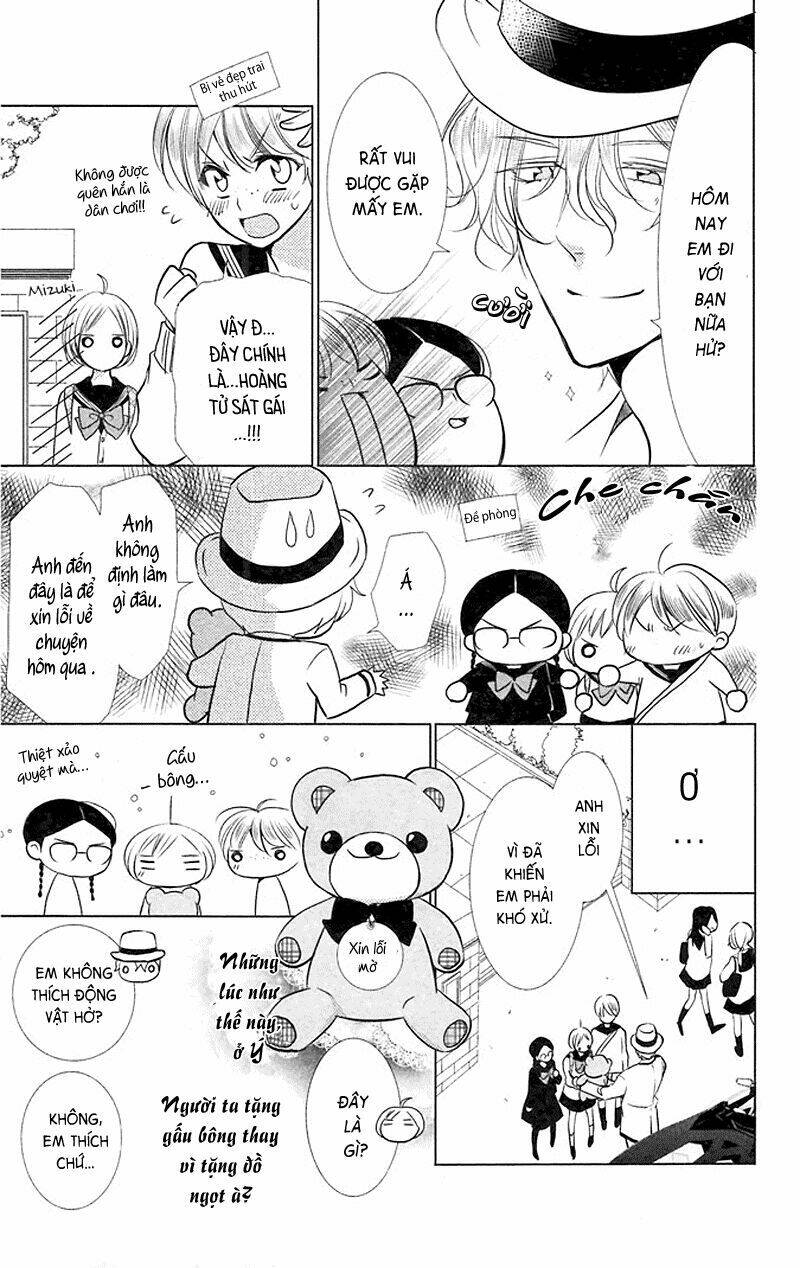 HÔM
NAY
EM ĐI
VỚI
BẠN
NỮA
HỬ?
RẤT VUI
ĐƯỢC GẶP
MẤY EM.
CƯỜI
Bị vẻ đẹp trai
thu hút
Không được
quên hắn là
dân chơi!!
Mizuki...
VẬY Đ...
ĐÂY CHÍNH
LÀ...HOÀNG
TỬ SÁT GÁI
...!!!
Che chắn
Đề phòng
Á
...
Anh
không
định làm
gì đâu.
Anh đến
đây là để
xin lỗi về
chuyện
hôm qua .
Ơ
...
ANH
XIN LỖI
VÌ ĐÃ
KHIẾN
EM PHẢI
KHÓ XỬ.
Gấu
bông...
Thiệt xảo
quyệt mà...
Xin lỗi
mờ
ĐÂY
LÀ
GÌ?
Những
lúc như
thế này
ở Ý
Người ta tặng
gấu bông thay
vì tặng đồ
ngọt à?
EM KHÔNG
THÍCH ĐỘNG
VẬT HỞ?
KHÔNG,
EM THÍCH
CHỨ...